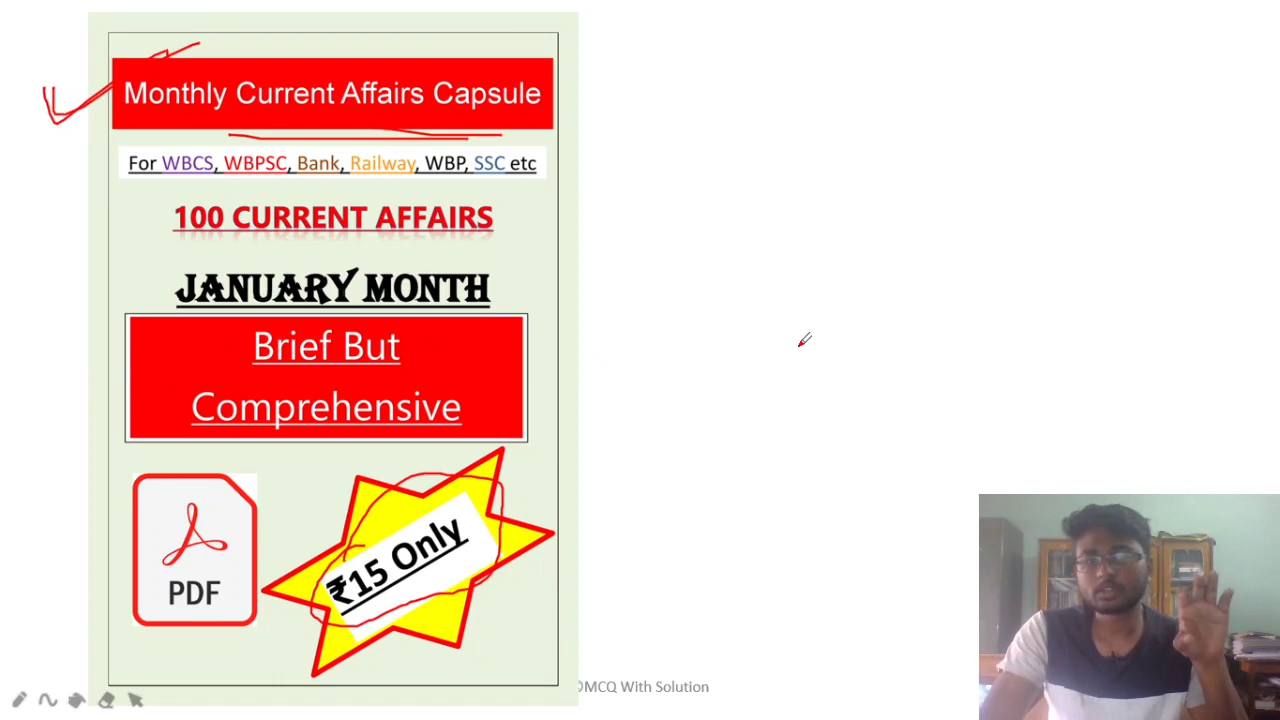 Monthly Current Affairs Capsule
For WBCS, WBPSC, Bank, Railway, WBP, SSC etc
100 CURRENT AFFAIRS
JANUARY MONTH
Brief But
Comprehensive
PDF
₹15 Only
MCQ With Solution